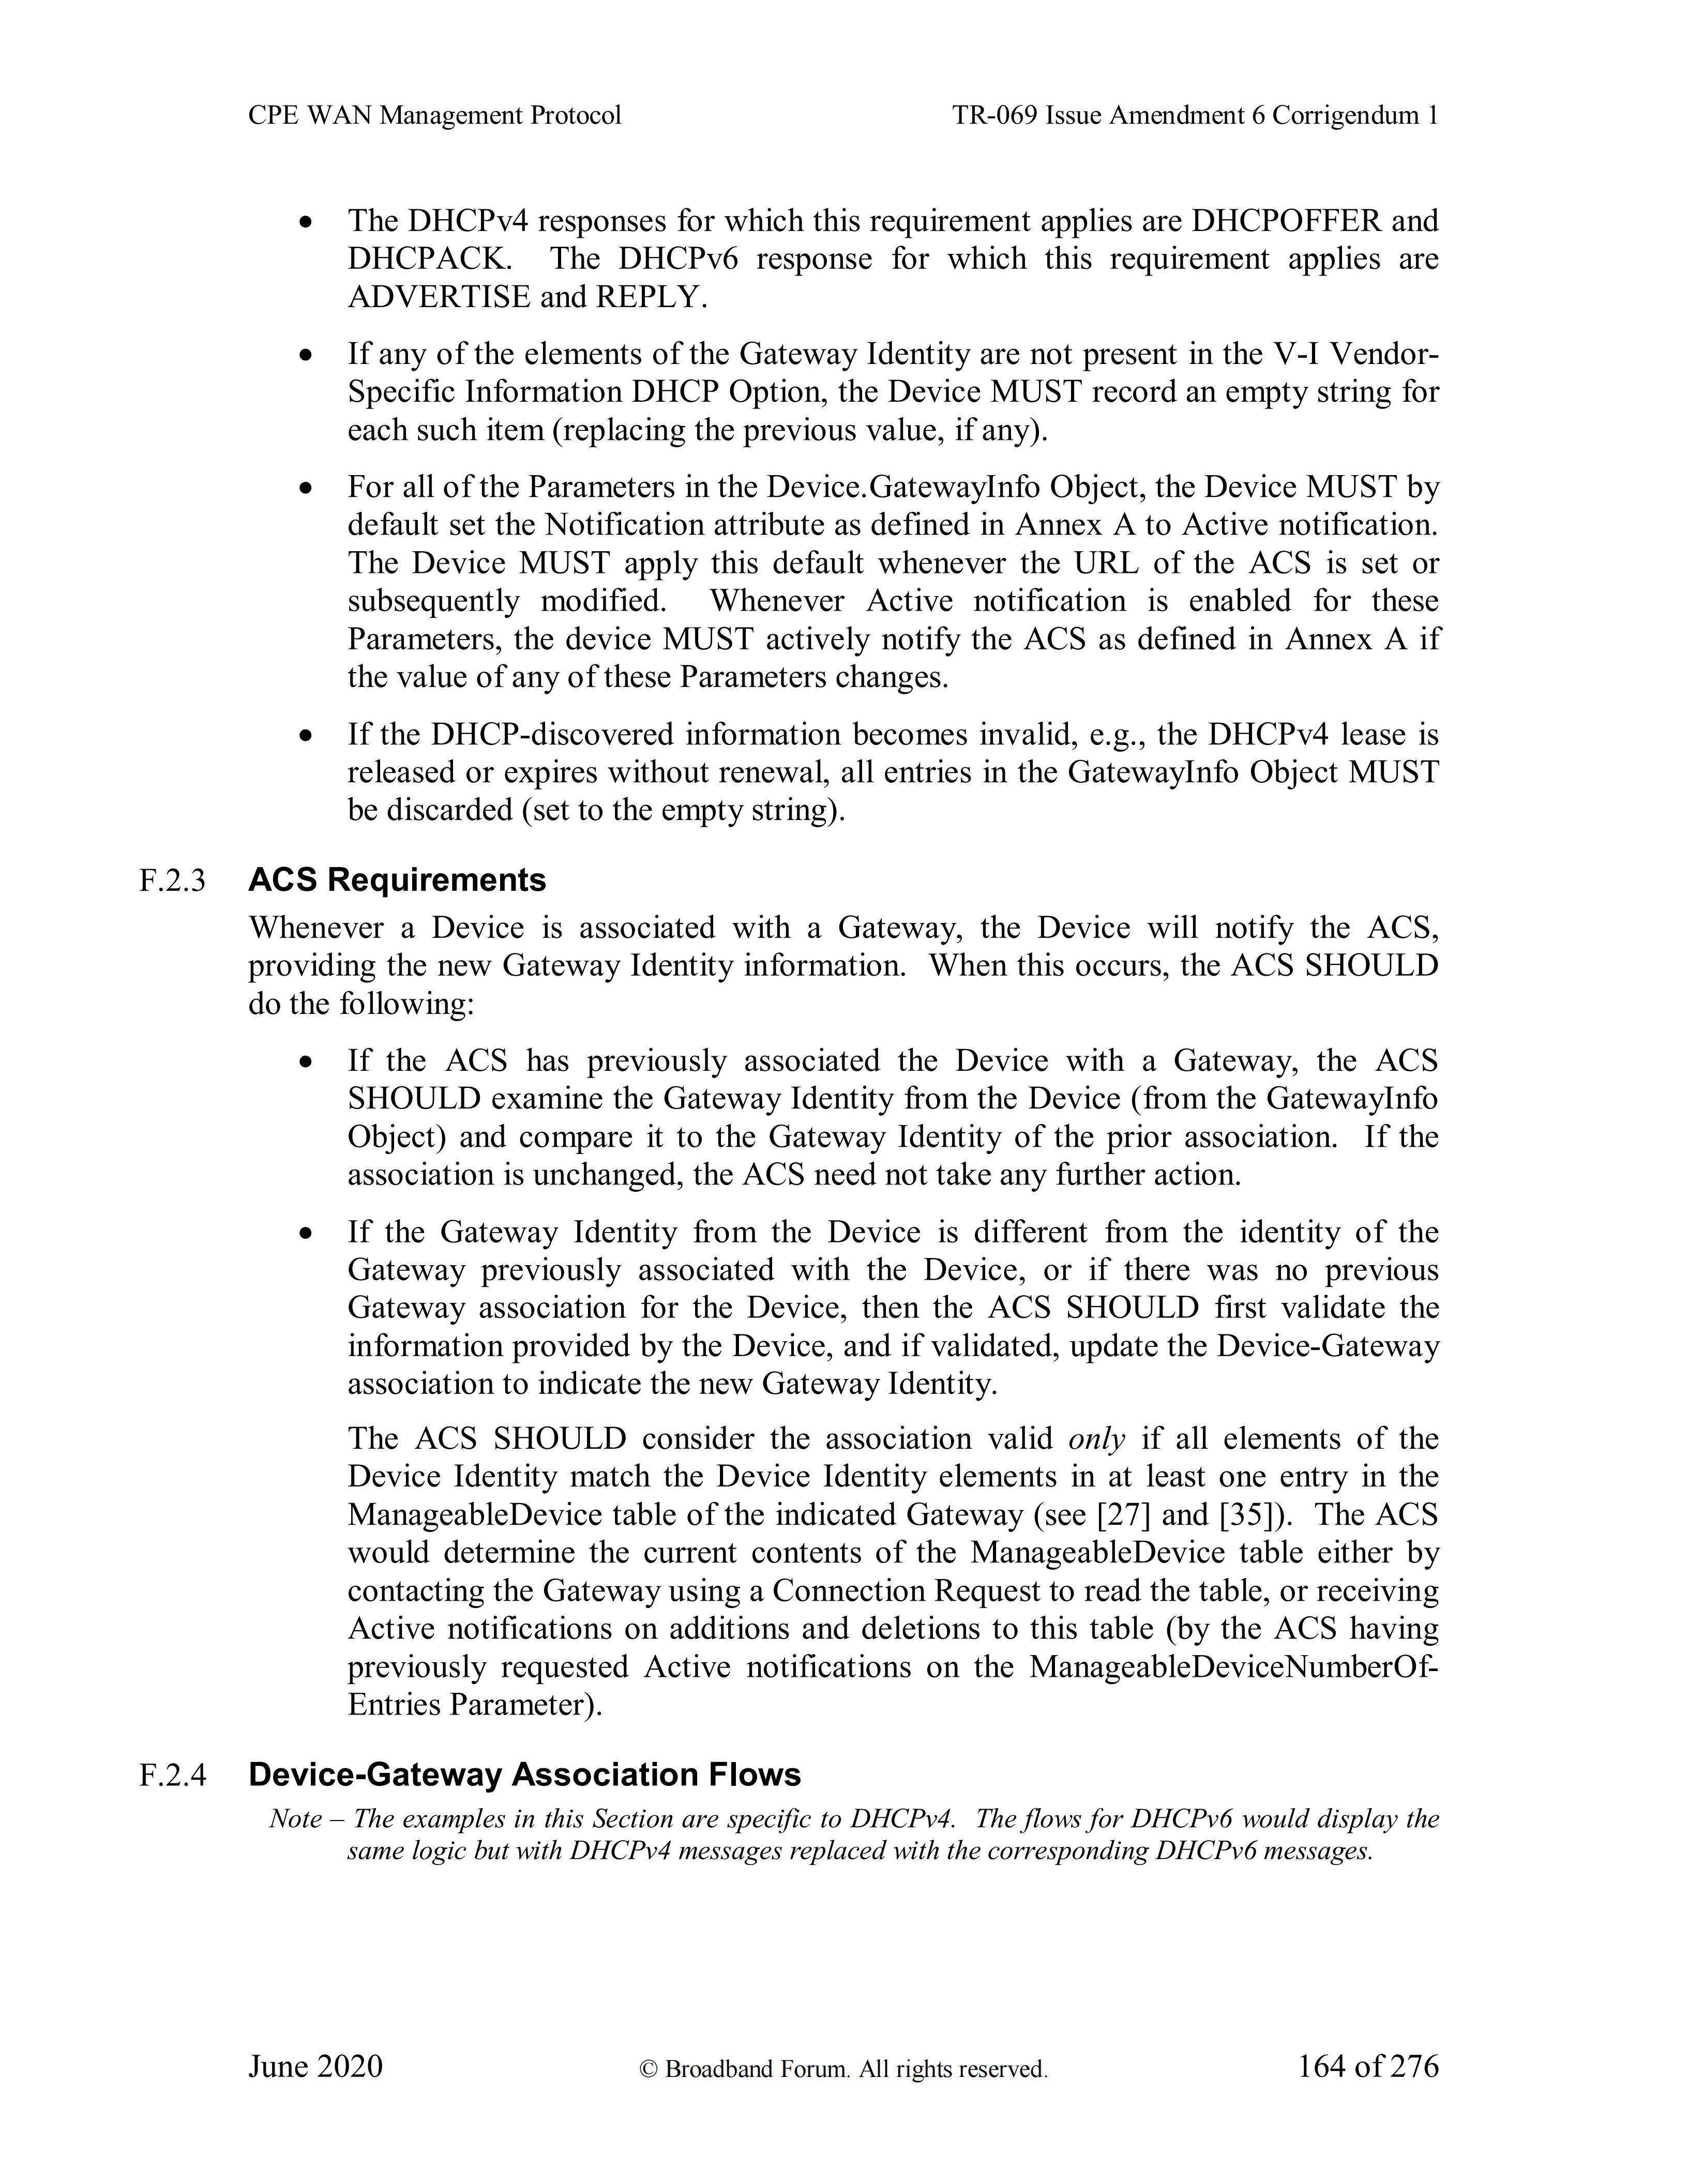 CPE WAN Management Protocol TR-069 Issue Amendment 6 Corrigendum 1
• The DHCPv4 responses for which this requirement applies are DHCPOFFER and
DHCPACK. The DHCPv6 response for which this requirement applies are
ADVERTISE and REPLY.
• If any of the elements of the Gateway Identity are not present in the V-I Vendor-
Specific Information DHCP Option, the Device MUST record an empty string for
each such item (replacing the previous value, if any).
• For all of the Parameters in the Device.GatewayInfo Object, the Device MUST by
default set the Notification attribute as defined in Annex A to Active notification.
The Device MUST apply this default whenever the URL of the ACS is set or
subsequently modified. Whenever Active notification is enabled for these
Parameters, the device MUST actively notify the ACS as defined in Annex A if
the value of any of these Parameters changes.
• If the DHCP-discovered information becomes invalid, e.g., the DHCPv4 lease is
released or expires without renewal, all entries in the GatewayInfo Object MUST
be discarded (set to the empty string).
F.2.3 ACS Requirements
Whenever a Device is associated with a Gateway, the Device will notify the ACS,
providing the new Gateway Identity information. When this occurs, the ACS SHOULD
do the following:
• If the ACS has previously associated the Device with a Gateway, the ACS
SHOULD examine the Gateway Identity from the Device (from the GatewayInfo
Object) and compare it to the Gateway Identity of the prior association. If the
association is unchanged, the ACS need not take any further action.
• If the Gateway Identity from the Device is different from the identity of the
Gateway previously associated with the Device, or if there was no previous
Gateway association for the Device, then the ACS SHOULD first validate the
information provided by the Device, and if validated, update the Device-Gateway
association to indicate the new Gateway Identity.
The ACS SHOULD consider the association valid only if all elements of the
Device Identity match the Device Identity elements in at least one entry in the
ManageableDevice table of the indicated Gateway (see [27] and [35]). The ACS
would determine the current contents of the ManageableDevice table either by
contacting the Gateway using a Connection Request to read the table, or receiving
Active notifications on additions and deletions to this table (by the ACS having
previously requested Active notifications on the ManageableDeviceNumberOf-
Entries Parameter).
F.2.4 Device-Gateway Association Flows
Note – The examples in this Section are specific to DHCPv4. The flows for DHCPv6 would display the
same logic but with DHCPv4 messages replaced with the corresponding DHCPv6 messages.
June 2020 © Broadband Forum. All rights reserved. 164 of 276